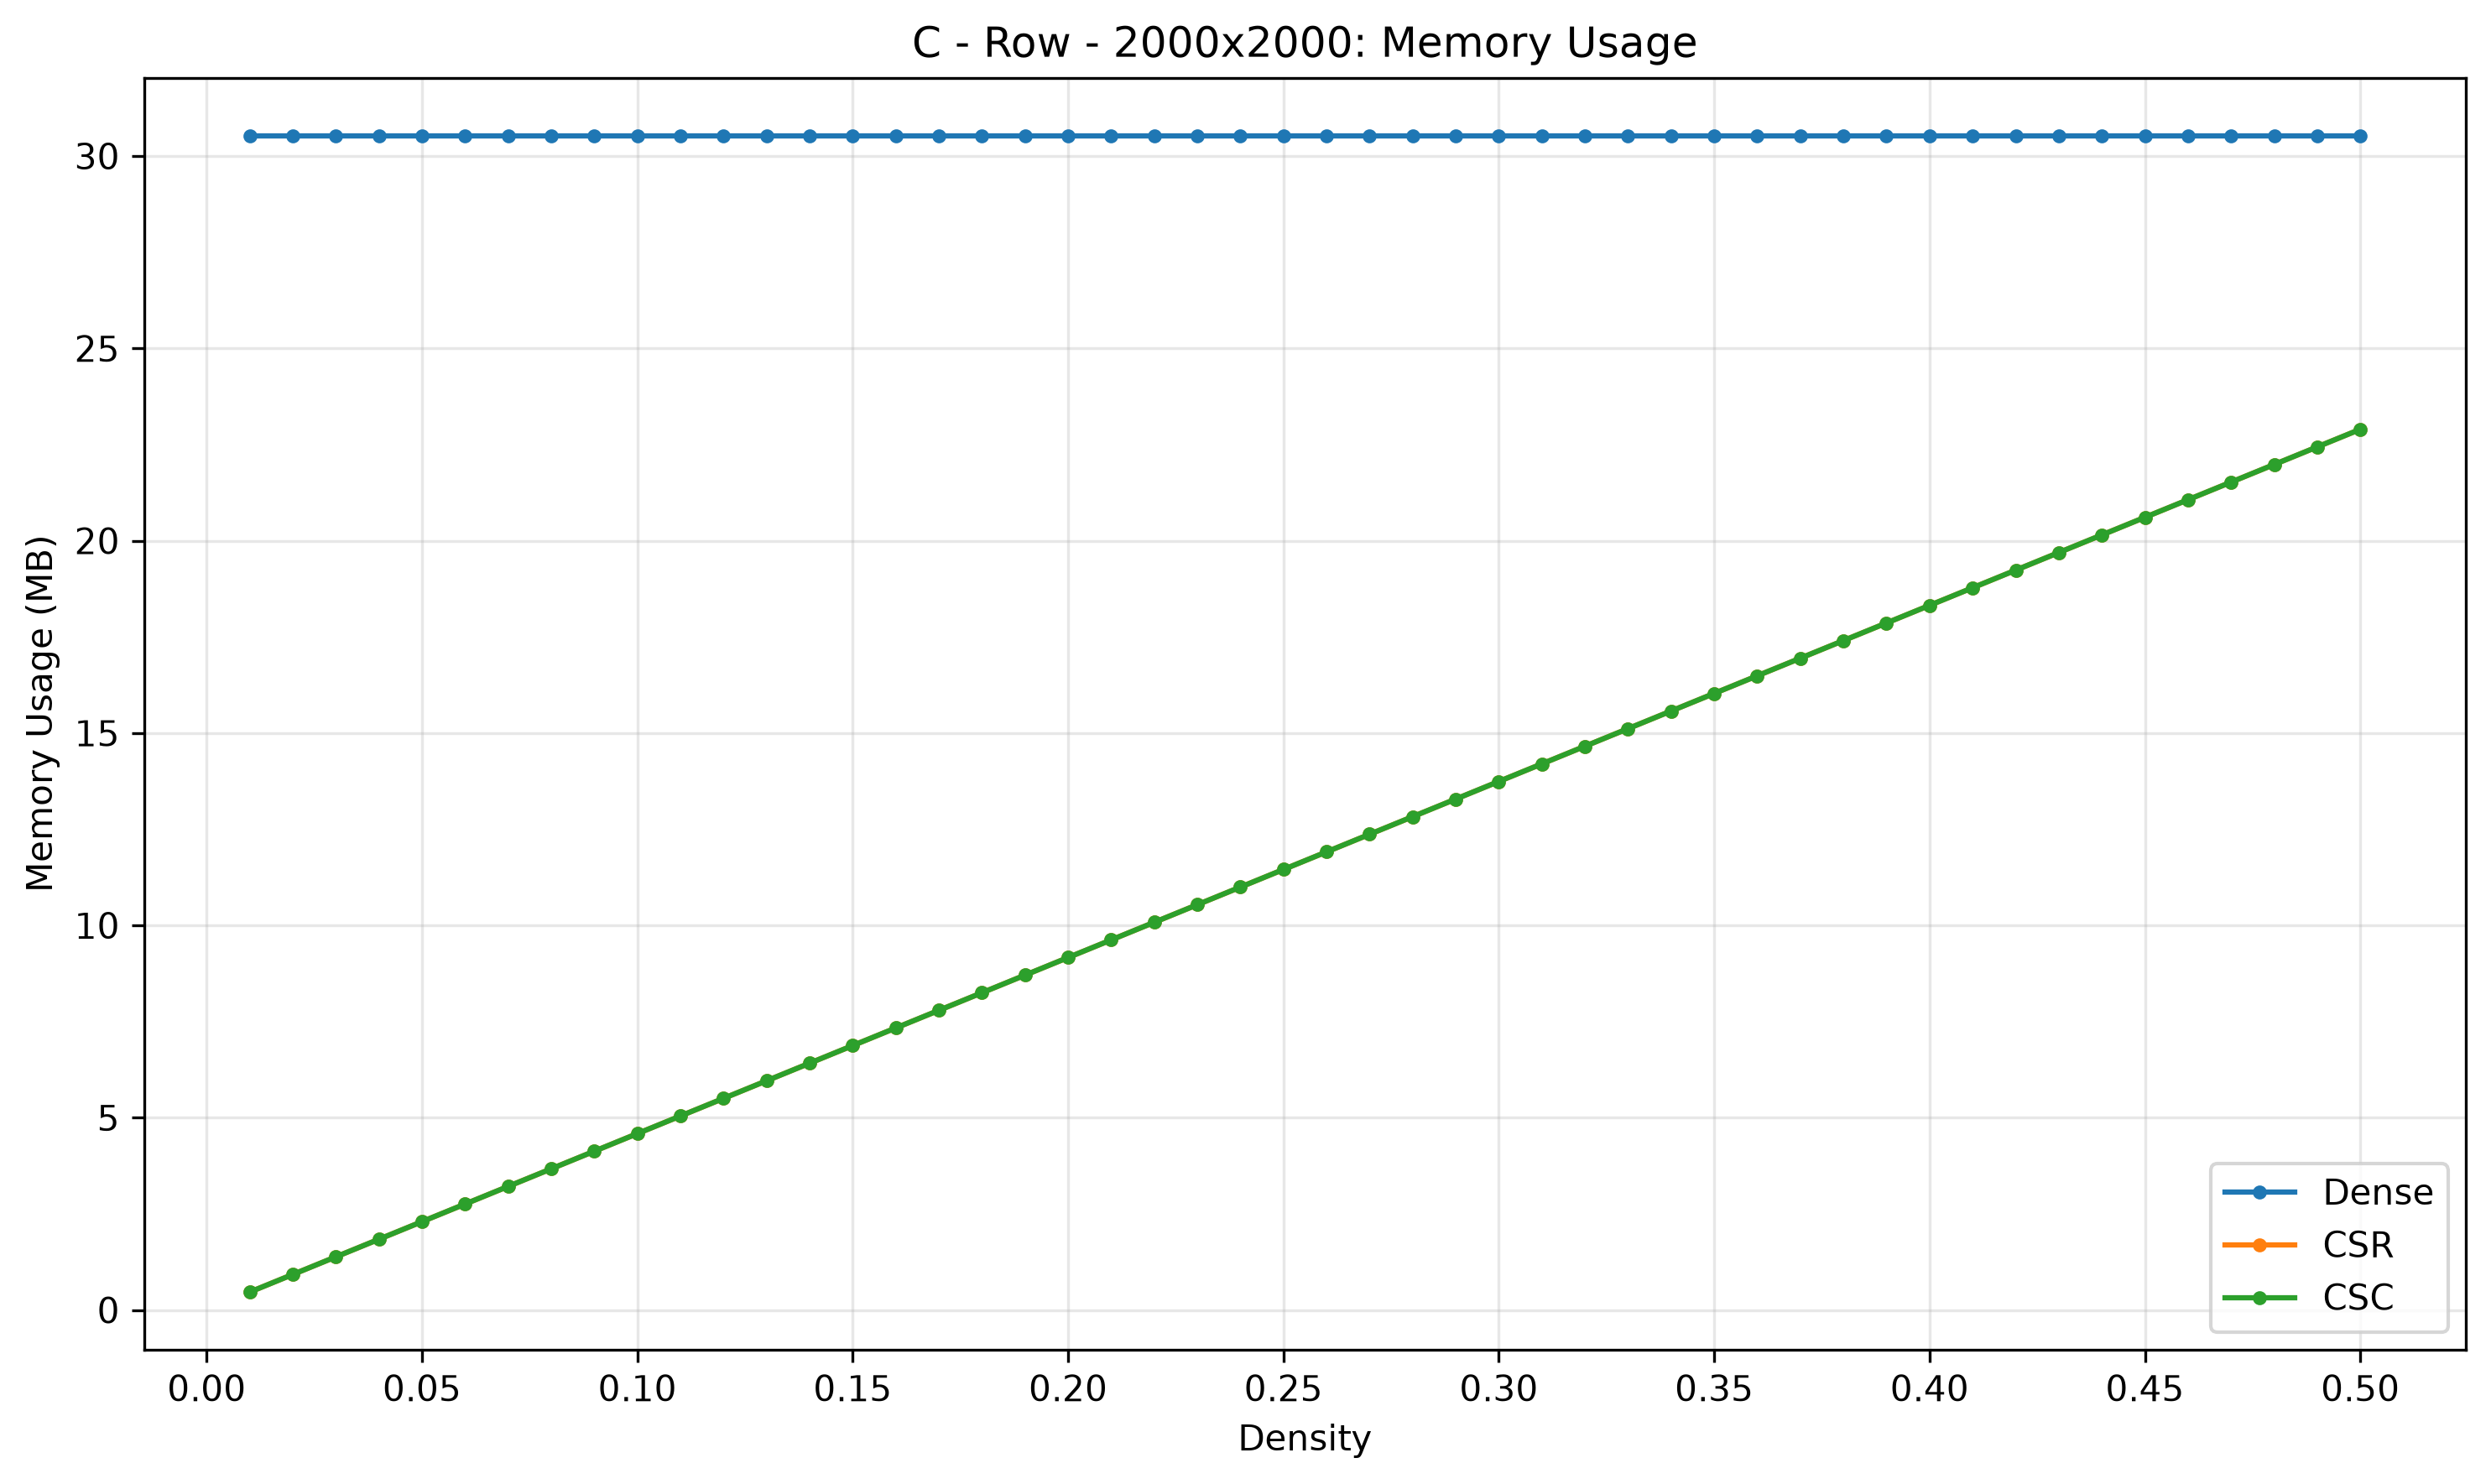 C - Row - 2000x2000: Memory Usage
Memory Usage (MB)
30
25
20
15
10
5
0
Dense
CSR
CSC
0.00 0.05 0.10 0.15 0.20 0.25 0.30 0.35 0.40 0.45 0.50
Density